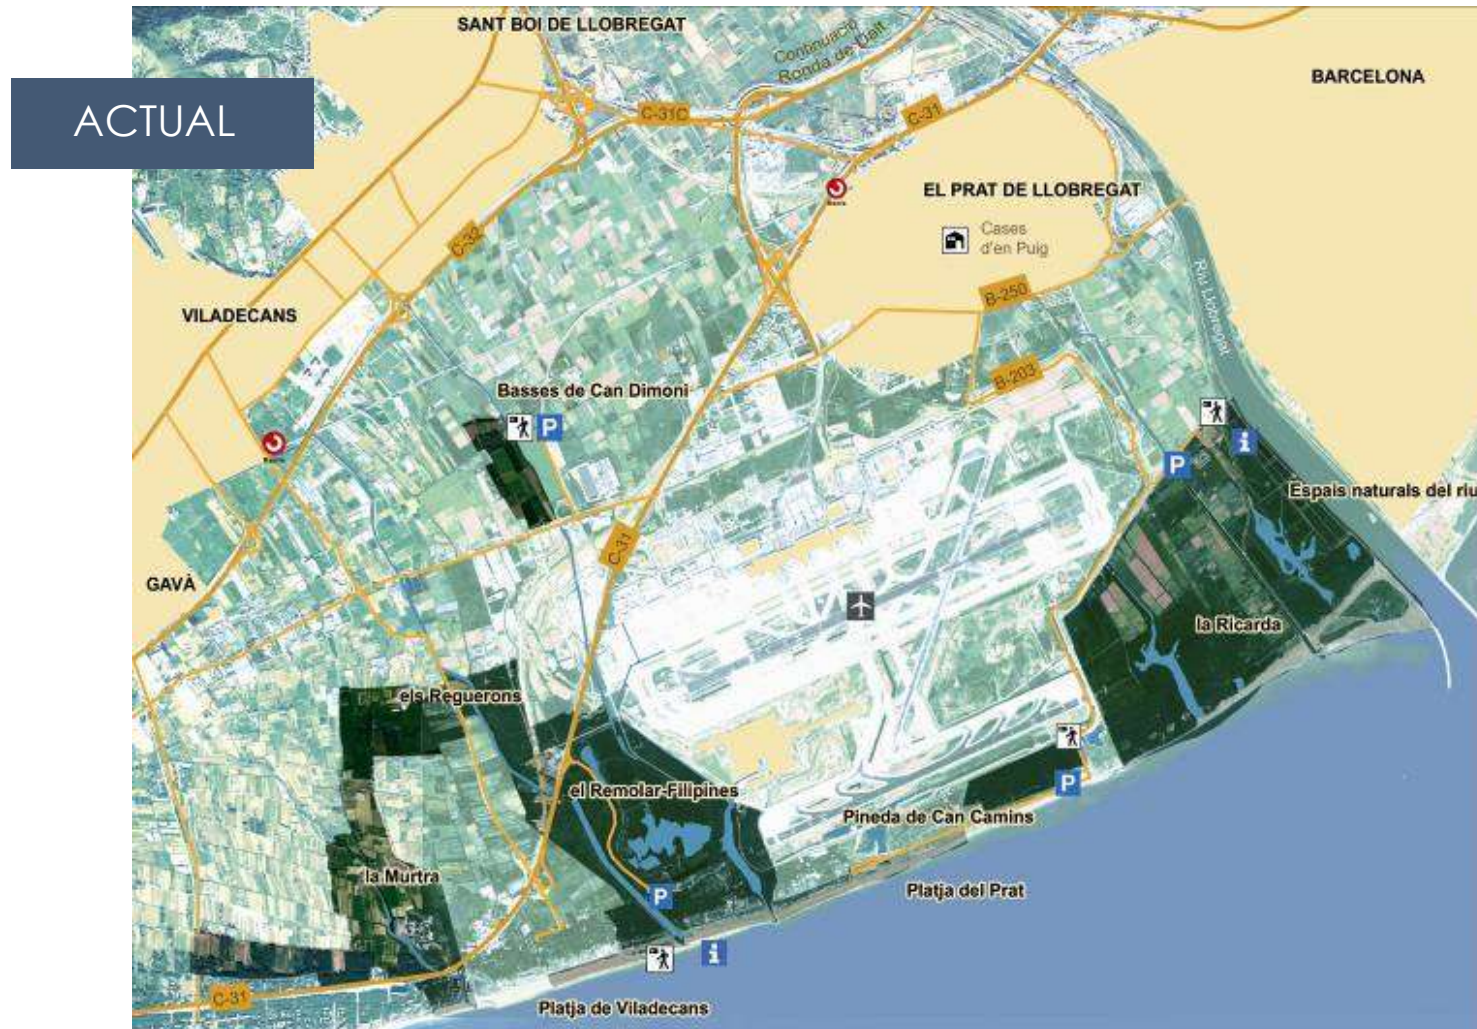 SANT BOI DE LLOBREGAT
Continuació
Ronda de Dalt
BARCELONA
ACTUAL
C-31C
C-31
EL PRAT DE LLOBREGAT
Cases
d'en Puig
C-32
Riu Llobregat
B-250
VILADECANS
Basses de Can Dimoni
B-203
P
i
P
Espais naturals del riu
C-31
GAVÀ
la Ricarda
els Reguerons
el Remolar-Filipines
P
Pineda de Can Camins
la Murtra
P
Platja del Prat
i
C-31
Platja de Viladecans